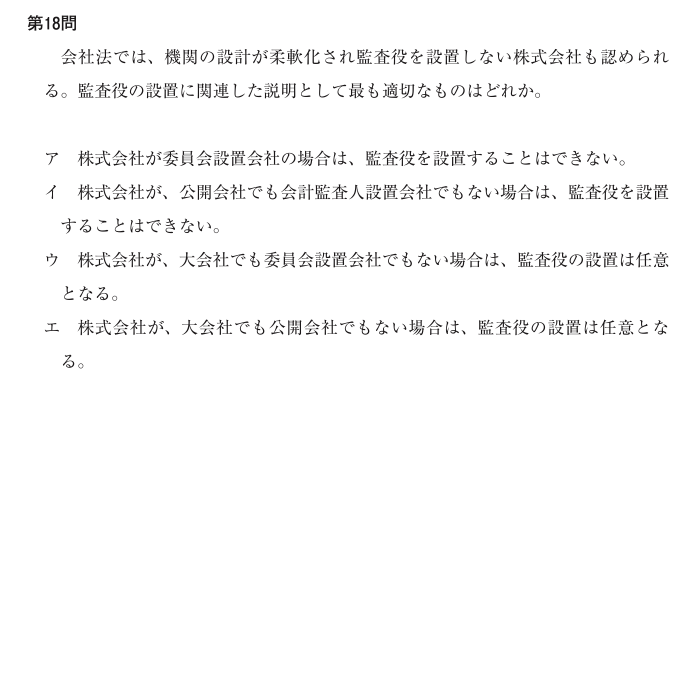 第18問
会社法では、機関の設計が柔軟化され監査役を設置しない株式会社も認められ
る。監査役の設置に関連した説明として最も適切なものはどれか。
ア　株式会社が委員会設置会社の場合は、監査役を設置することはできない。
イ　株式会社が、公開会社でも会計監査人設置会社でもない場合は、監査役を設置
することはできない。
ウ　株式会社が、大会社でも委員会設置会社でもない場合は、監査役の設置は任意
となる。
エ　株式会社が、大会社でも公開会社でもない場合は、監査役の設置は任意とな
る。